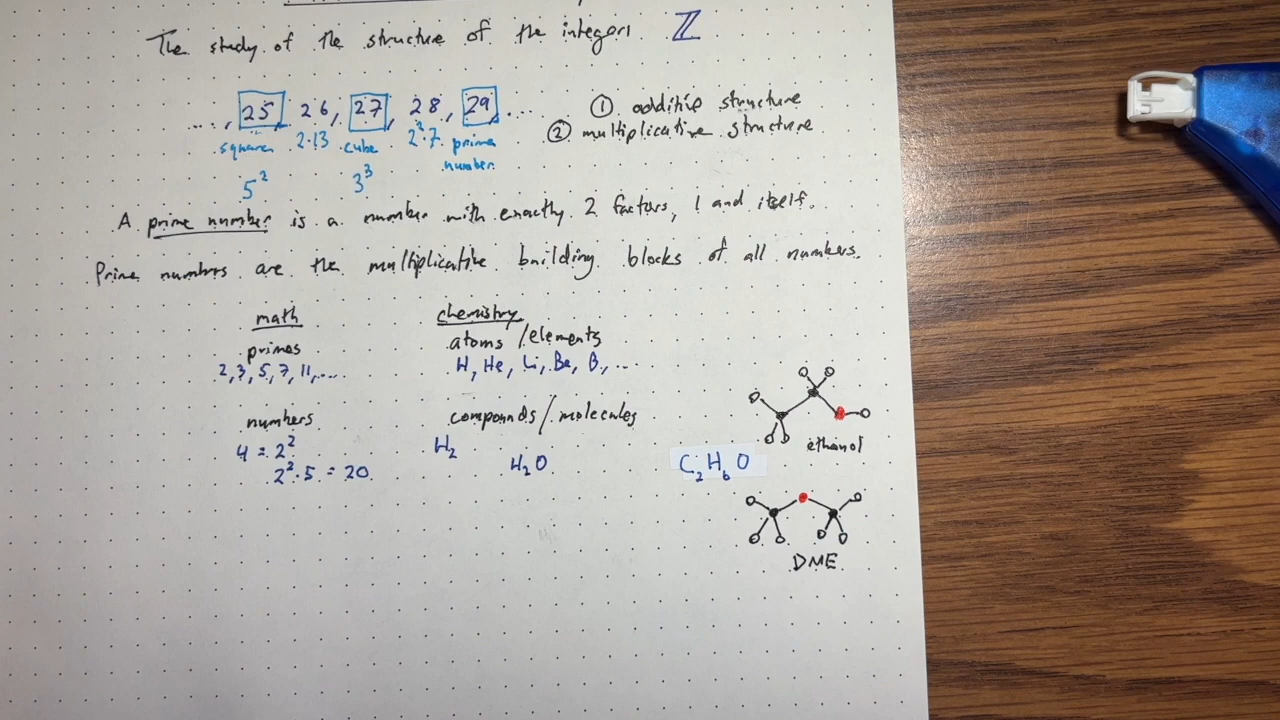 The study of the structure of the integers ℤ
..., 25, 26, 27, 28, 29, ....
square 2·13 cube 2²·7 prime number
5² 3³
① additive structure
② multiplicative structure
A prime number is a number with exactly 2 factors, 1 and itself.
Prime numbers are the multiplicative building blocks of all numbers.
math
primes
2, 3, 5, 7, 11, ....
numbers
4 = 2²
2²·5 = 20
chemistry
atoms/elements
H, He, Li, Be, B, ...
compounds/molecules
H₂
H₂O
ethanol
C₂H₆O
DME